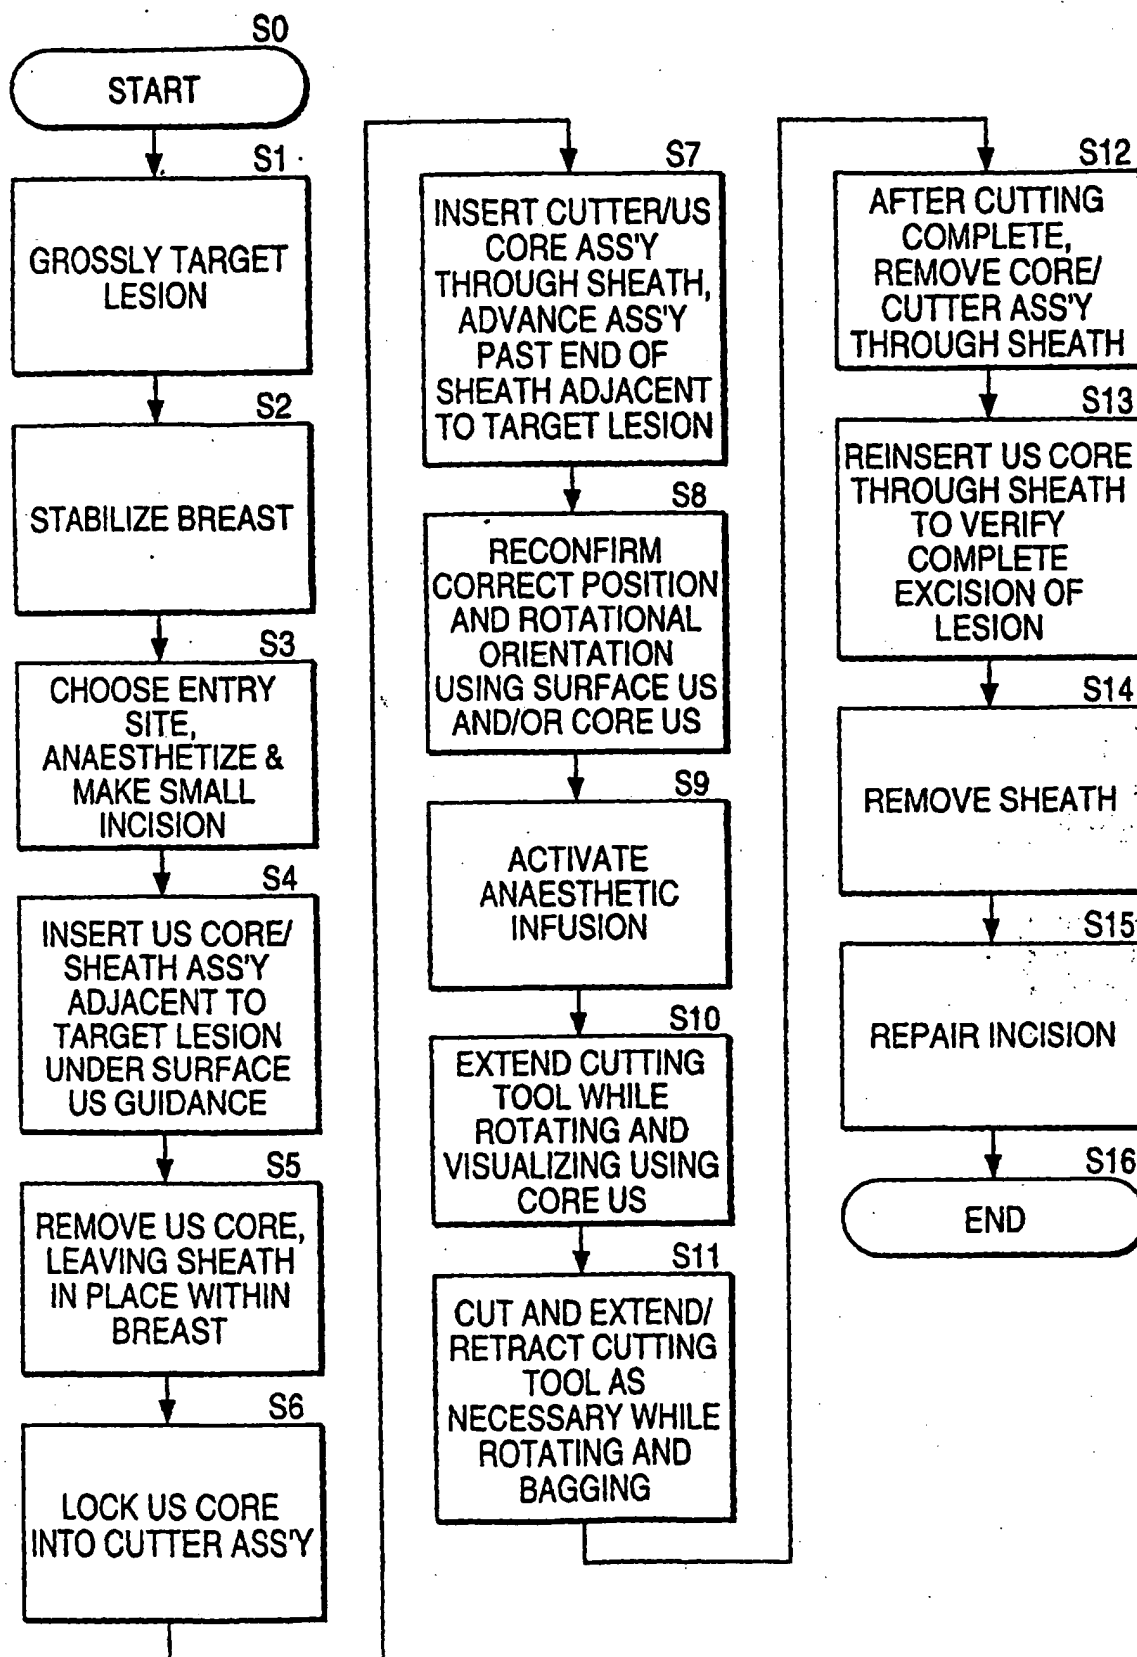 S0
START
S1
GROSSLY TARGET
LESION
S2
STABILIZE BREAST
S3
CHOOSE ENTRY
SITE,
ANAESTHETIZE &
MAKE SMALL
INCISION
S4
INSERT US CORE/
SHEATH ASS'Y
ADJACENT TO
TARGET LESION
UNDER SURFACE
US GUIDANCE
S5
REMOVE US CORE,
LEAVING SHEATH
IN PLACE WITHIN
BREAST
S6
LOCK US CORE
INTO CUTTER ASS'Y
S7
INSERT CUTTER/US
CORE ASS'Y
THROUGH SHEATH,
ADVANCE ASS'Y
PAST END OF
SHEATH ADJACENT
TO TARGET LESION
S8
RECONFIRM
CORRECT POSITION
AND ROTATIONAL
ORIENTATION
USING SURFACE US
AND/OR CORE US
S9
ACTIVATE
ANAESTHETIC
INFUSION
S10
EXTEND CUTTING
TOOL WHILE
ROTATING AND
VISUALIZING USING
CORE US
S11
CUT AND EXTEND/
RETRACT CUTTING
TOOL AS
NECESSARY WHILE
ROTATING AND
BAGGING
S12
AFTER CUTTING
COMPLETE,
REMOVE CORE/
CUTTER ASS'Y
THROUGH SHEATH
S13
REINSERT US CORE
THROUGH SHEATH
TO VERIFY
COMPLETE
EXCISION OF
LESION
S14
REMOVE SHEATH
S15
REPAIR INCISION
S16
END